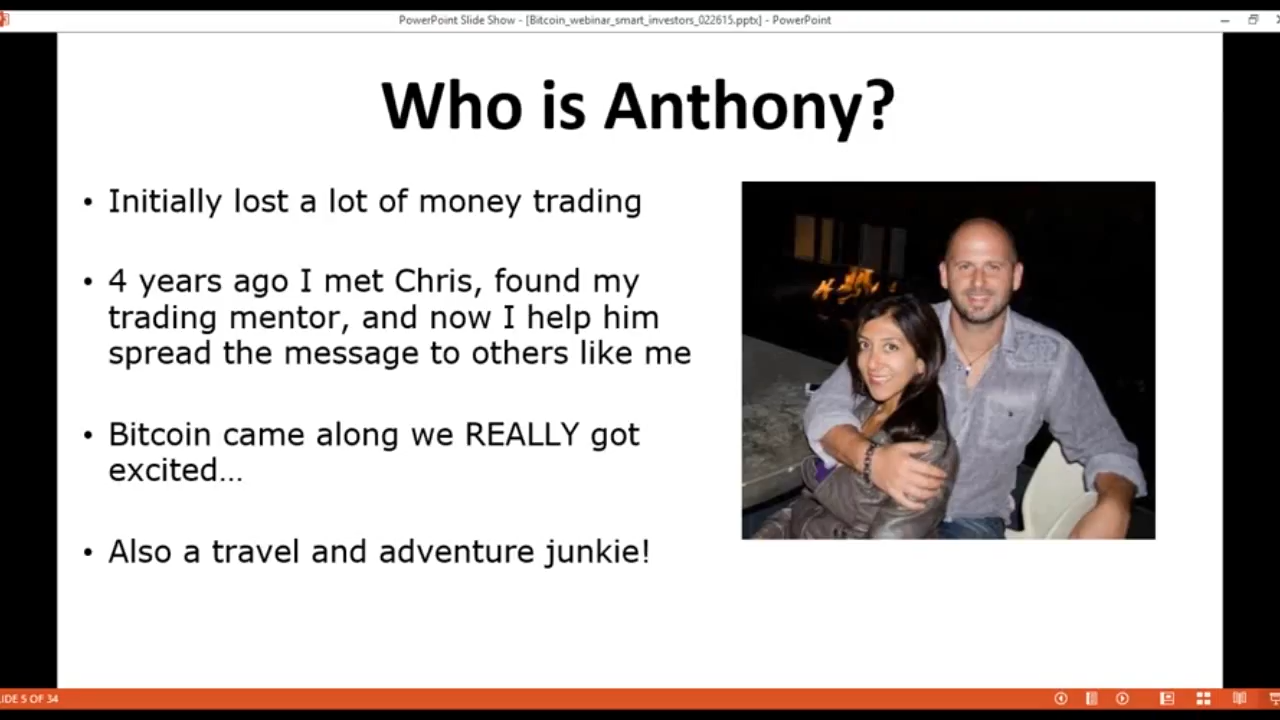 PowerPoint Slide Show - [Bitcoin_webinar_smart_investors_022615.pptx] - PowerPoint
Who is Anthony?
• Initially lost a lot of money trading
• 4 years ago I met Chris, found my
trading mentor, and now I help him
spread the message to others like me
• Bitcoin came along we REALLY got
excited…
• Also a travel and adventure junkie!
LIDE 5 OF 34